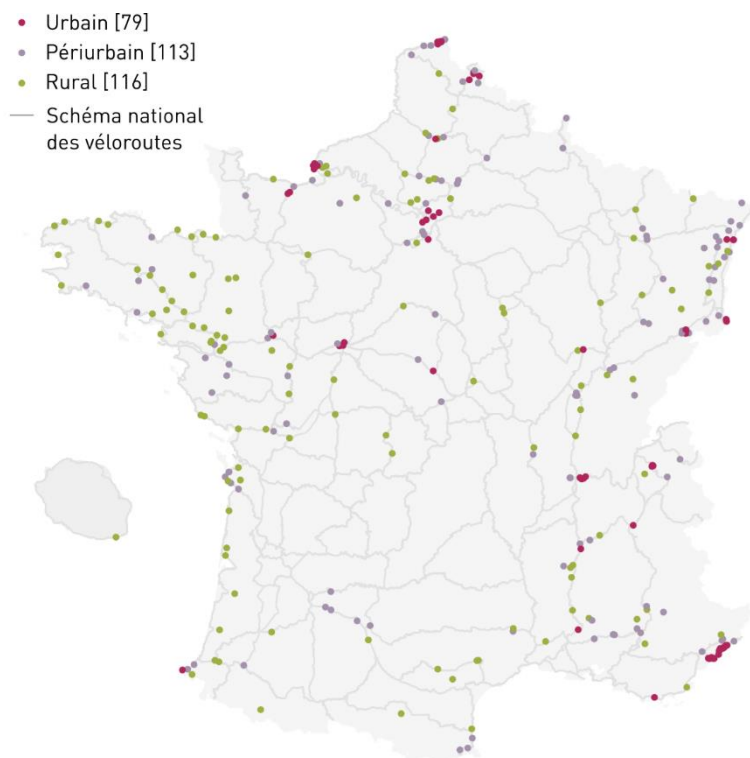 Urbain [79]
Périurbain [113]
Rural [116]
Schéma national
des véloroutes